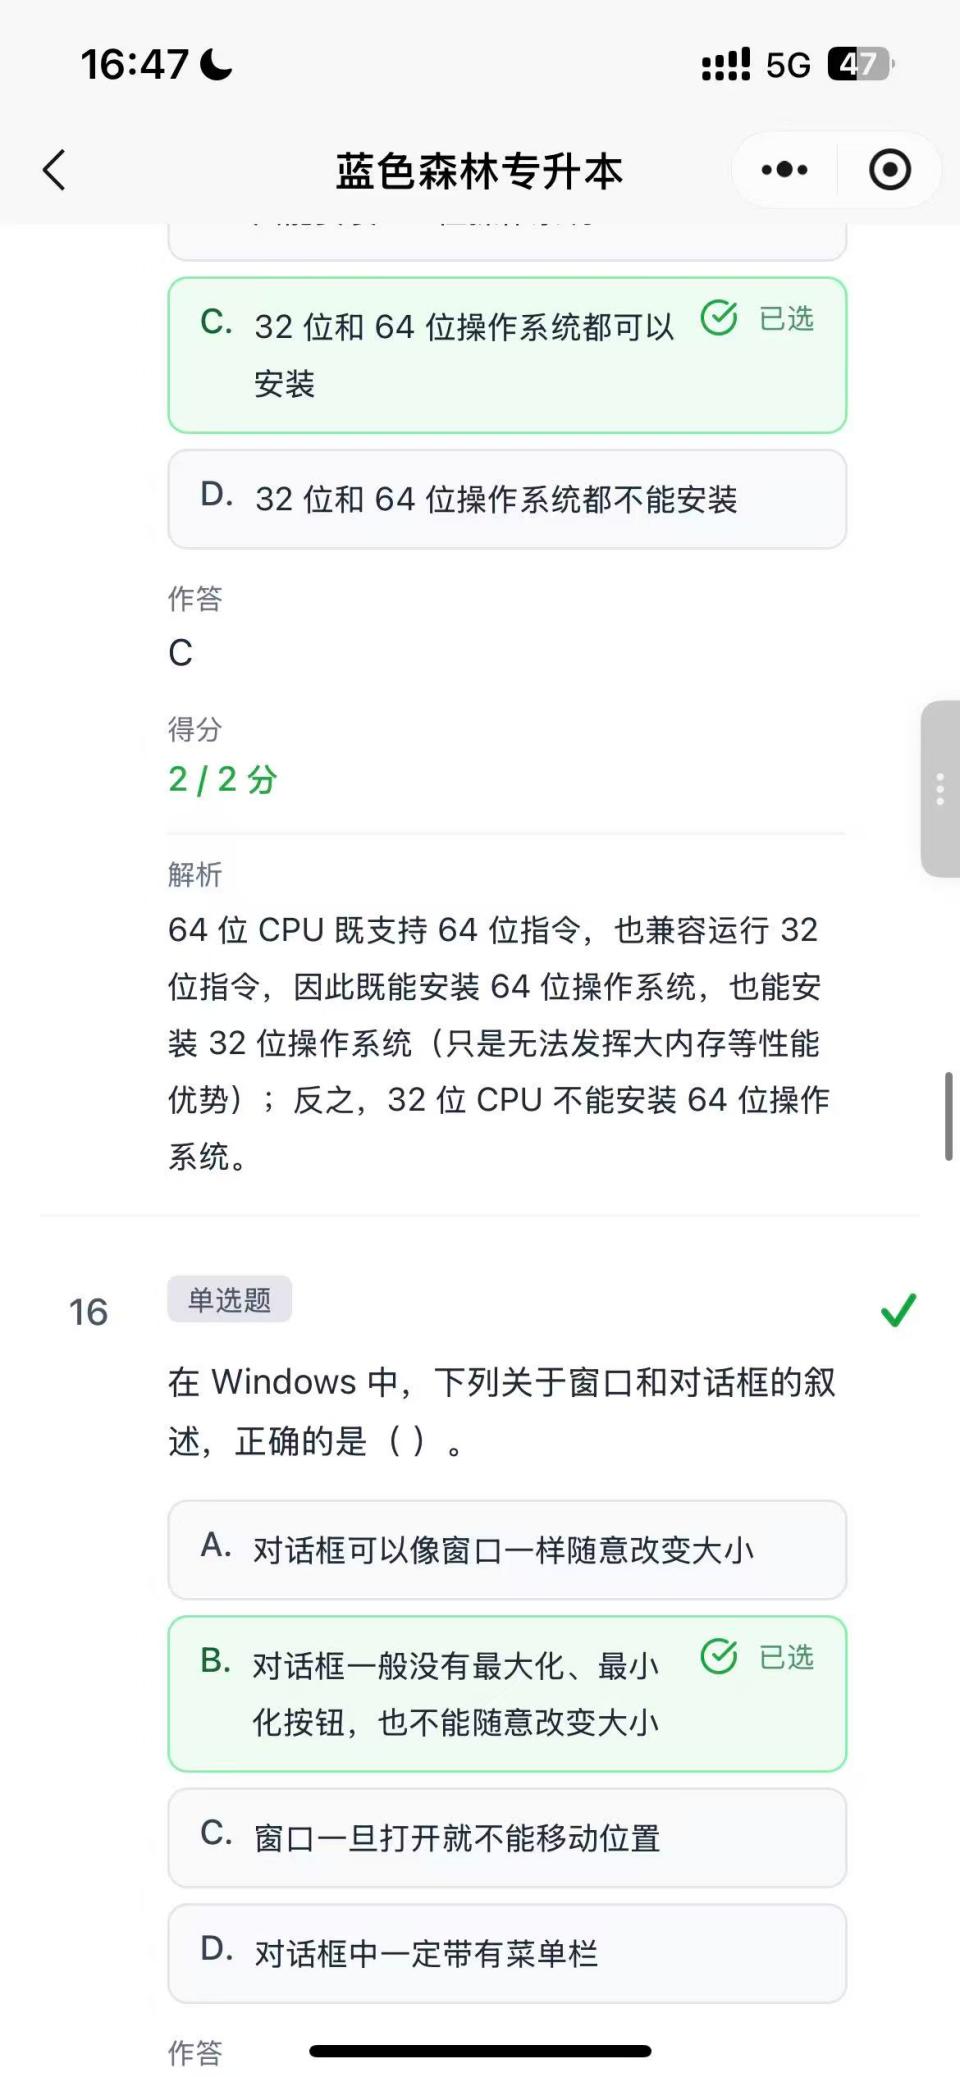 16:47
5G
47
蓝色森林专升本
C. 32 位和 64 位操作系统都可以
已选
安装
D. 32 位和 64 位操作系统都不能安装
作答
C
得分
2 / 2 分
解析
64 位 CPU 既支持 64 位指令，也兼容运行 32
位指令，因此既能安装 64 位操作系统，也能安
装 32 位操作系统（只是无法发挥大内存等性能
优势）；反之，32 位 CPU 不能安装 64 位操作
系统。
16
单选题
在 Windows 中，下列关于窗口和对话框的叙
述，正确的是（ ）。
A. 对话框可以像窗口一样随意改变大小
B. 对话框一般没有最大化、最小
已选
化按钮，也不能随意改变大小
C. 窗口一旦打开就不能移动位置
D. 对话框中一定带有菜单栏
作答